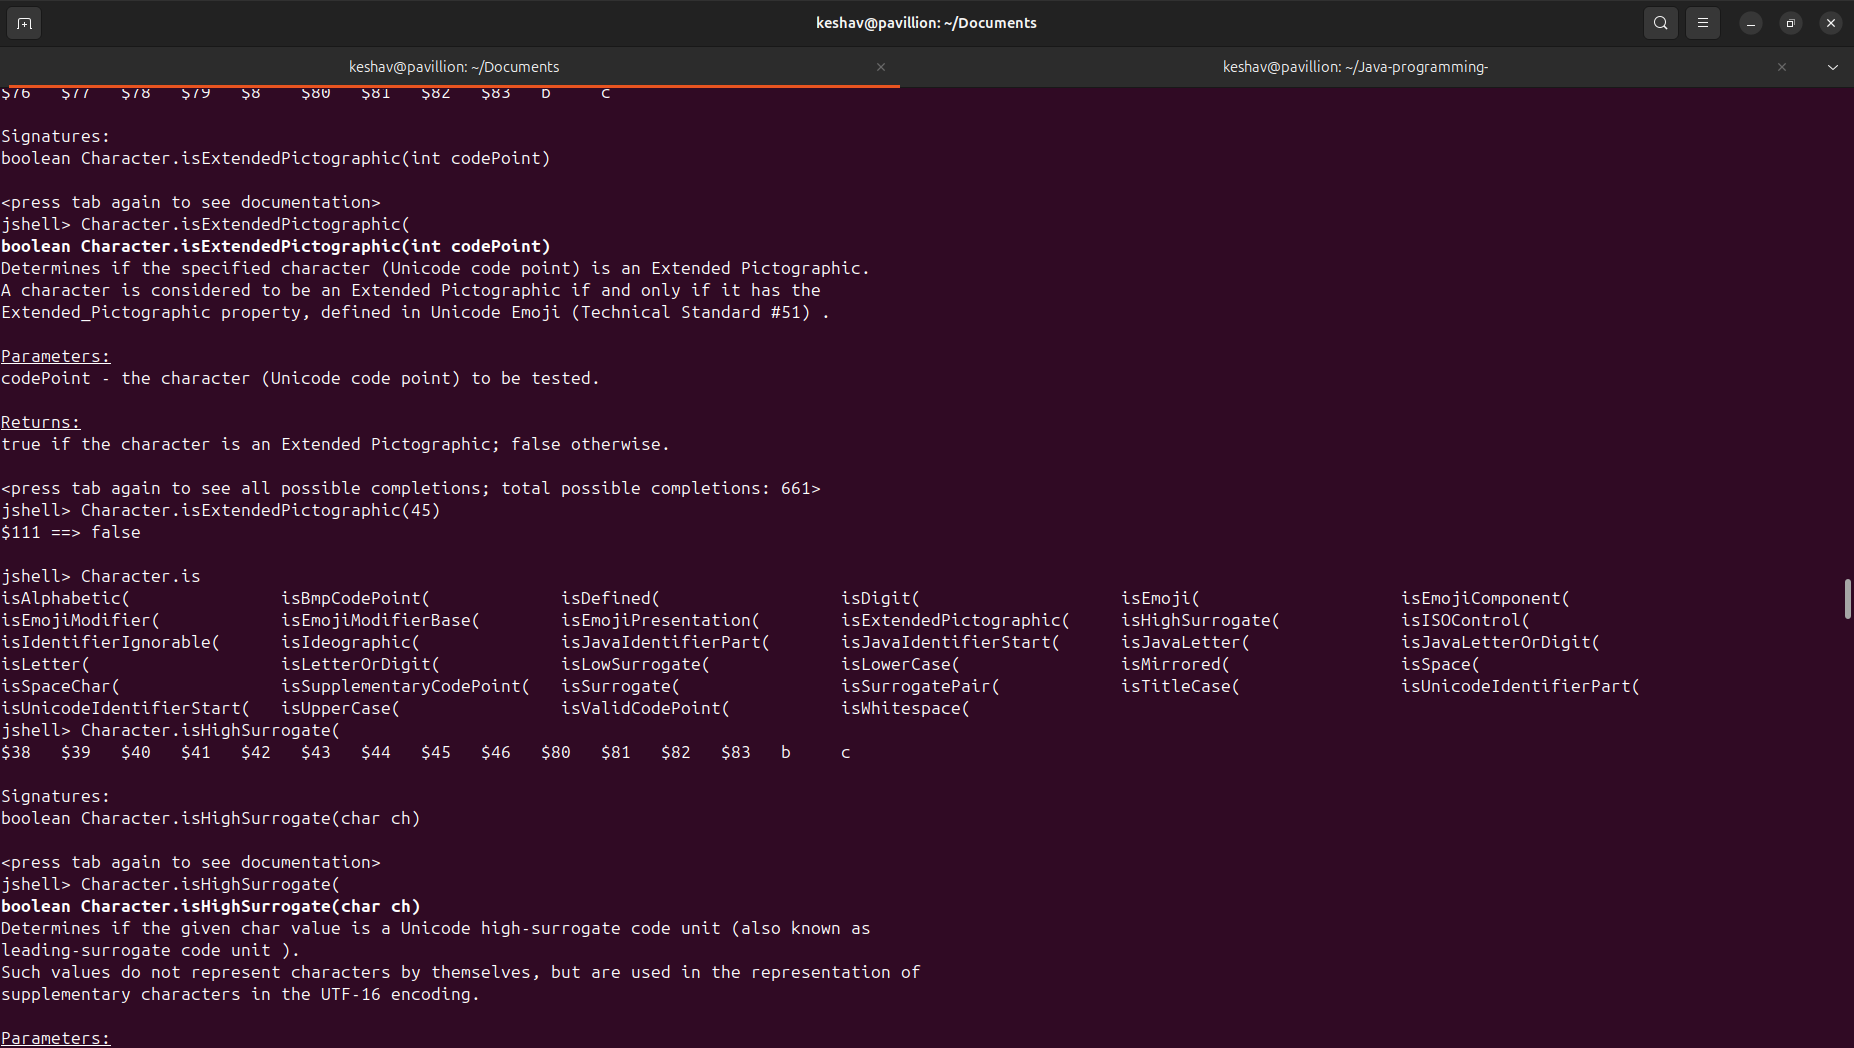 keshav@pavillion: ~/Documents
keshav@pavillion: ~/Documents
keshav@pavillion: ~/Java-programming-
$76 $77 $78 $79 $8 $80 $81 $82 $83 b c
Signatures:
boolean Character.isExtendedPictographic(int codePoint)
<press tab again to see documentation>
jshell> Character.isExtendedPictographic(
boolean Character.isExtendedPictographic(int codePoint)
Determines if the specified character (Unicode code point) is an Extended Pictographic.
A character is considered to be an Extended Pictographic if and only if it has the
Extended_Pictographic property, defined in Unicode Emoji (Technical Standard #51) .
Parameters:
codePoint - the character (Unicode code point) to be tested.
Returns:
true if the character is an Extended Pictographic; false otherwise.
<press tab again to see all possible completions; total possible completions: 661>
jshell> Character.isExtendedPictographic(45)
$111 ==> false
jshell> Character.is
isAlphabetic( isBmpCodePoint( isDefined( isDigit( isEmoji( isEmojiComponent(
isEmojiModifier( isEmojiModifierBase( isEmojiPresentation( isExtendedPictographic( isHighSurrogate( isISOControl(
isIdentifierIgnorable( isIdeographic( isJavaIdentifierPart( isJavaIdentifierStart( isJavaLetter( isJavaLetterOrDigit(
isLetter( isLetterOrDigit( isLowSurrogate( isLowerCase( isMirrored( isSpace(
isSpaceChar( isSupplementaryCodePoint( isSurrogate( isSurrogatePair( isTitleCase( isUnicodeIdentifierPart(
isUnicodeIdentifierStart( isUpperCase( isValidCodePoint( isWhitespace(
jshell> Character.isHighSurrogate(
$38 $39 $40 $41 $42 $43 $44 $45 $46 $80 $81 $82 $83 b c
Signatures:
boolean Character.isHighSurrogate(char ch)
<press tab again to see documentation>
jshell> Character.isHighSurrogate(
boolean Character.isHighSurrogate(char ch)
Determines if the given char value is a Unicode high-surrogate code unit (also known as
leading-surrogate code unit ).
Such values do not represent characters by themselves, but are used in the representation of
supplementary characters in the UTF-16 encoding.
Parameters: